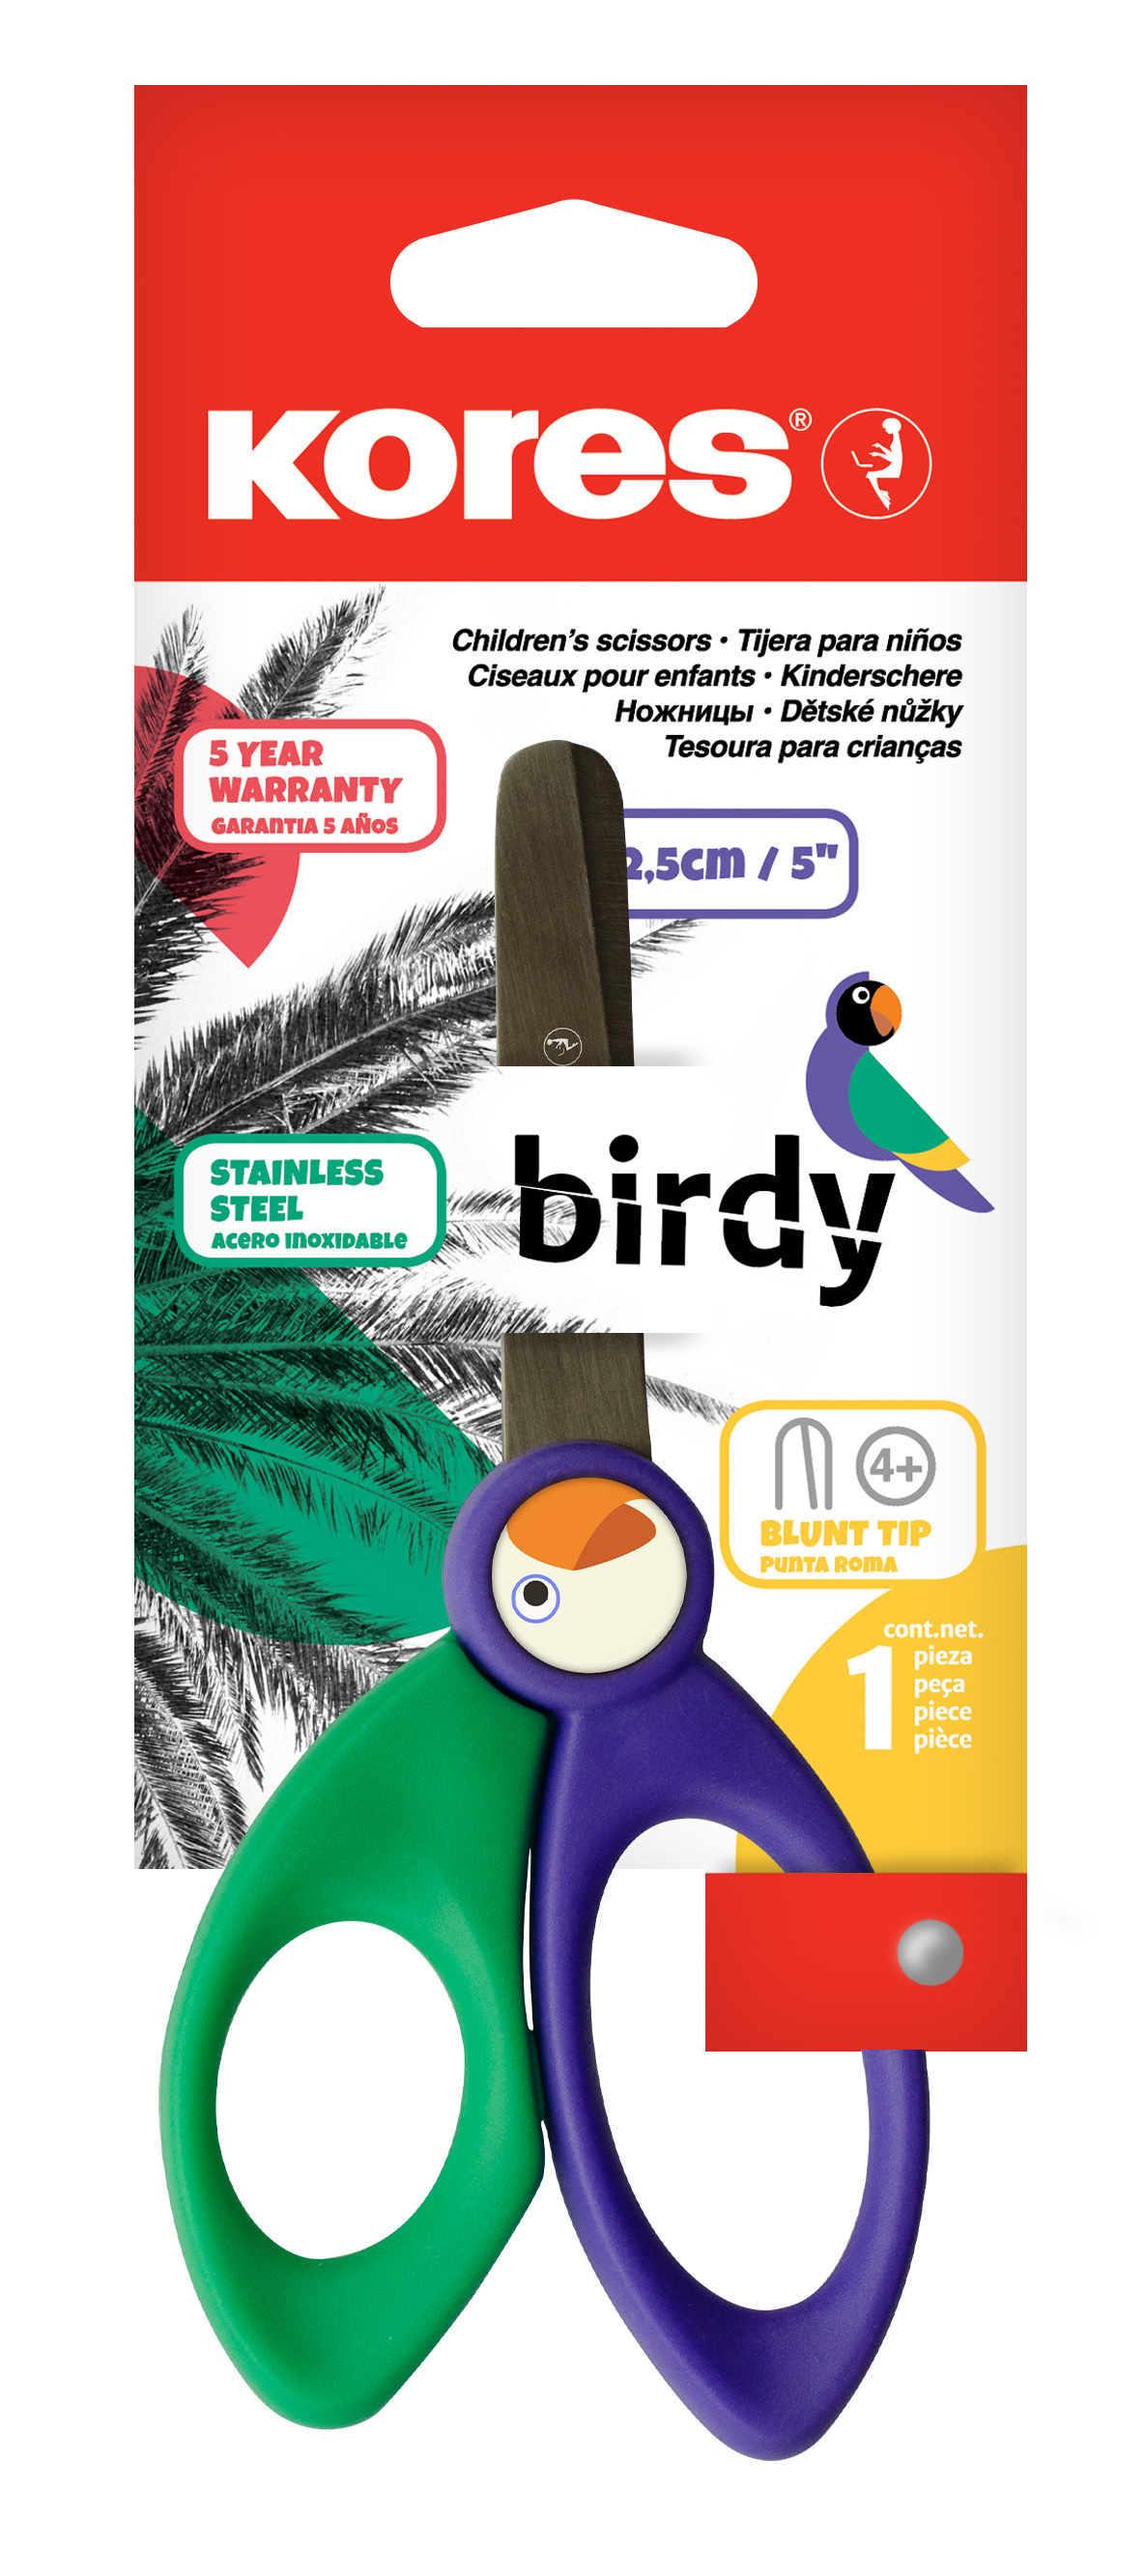 Kores®
Children's scissors • Tijera para niños
Ciseaux pour enfants • Kinderschere
Ножницы • Dětské nůžky
Tesoura para crianças
5 YEAR
WARRANTY
GARANTIA 5 AÑOS
2,5cm / 5"
birdy
STAINLESS
STEEL
ACERO INOXIDABLE
4+
BLUNT TIP
PUNTA ROMA
cont.net.
1 pieza
peça
piece
pièce